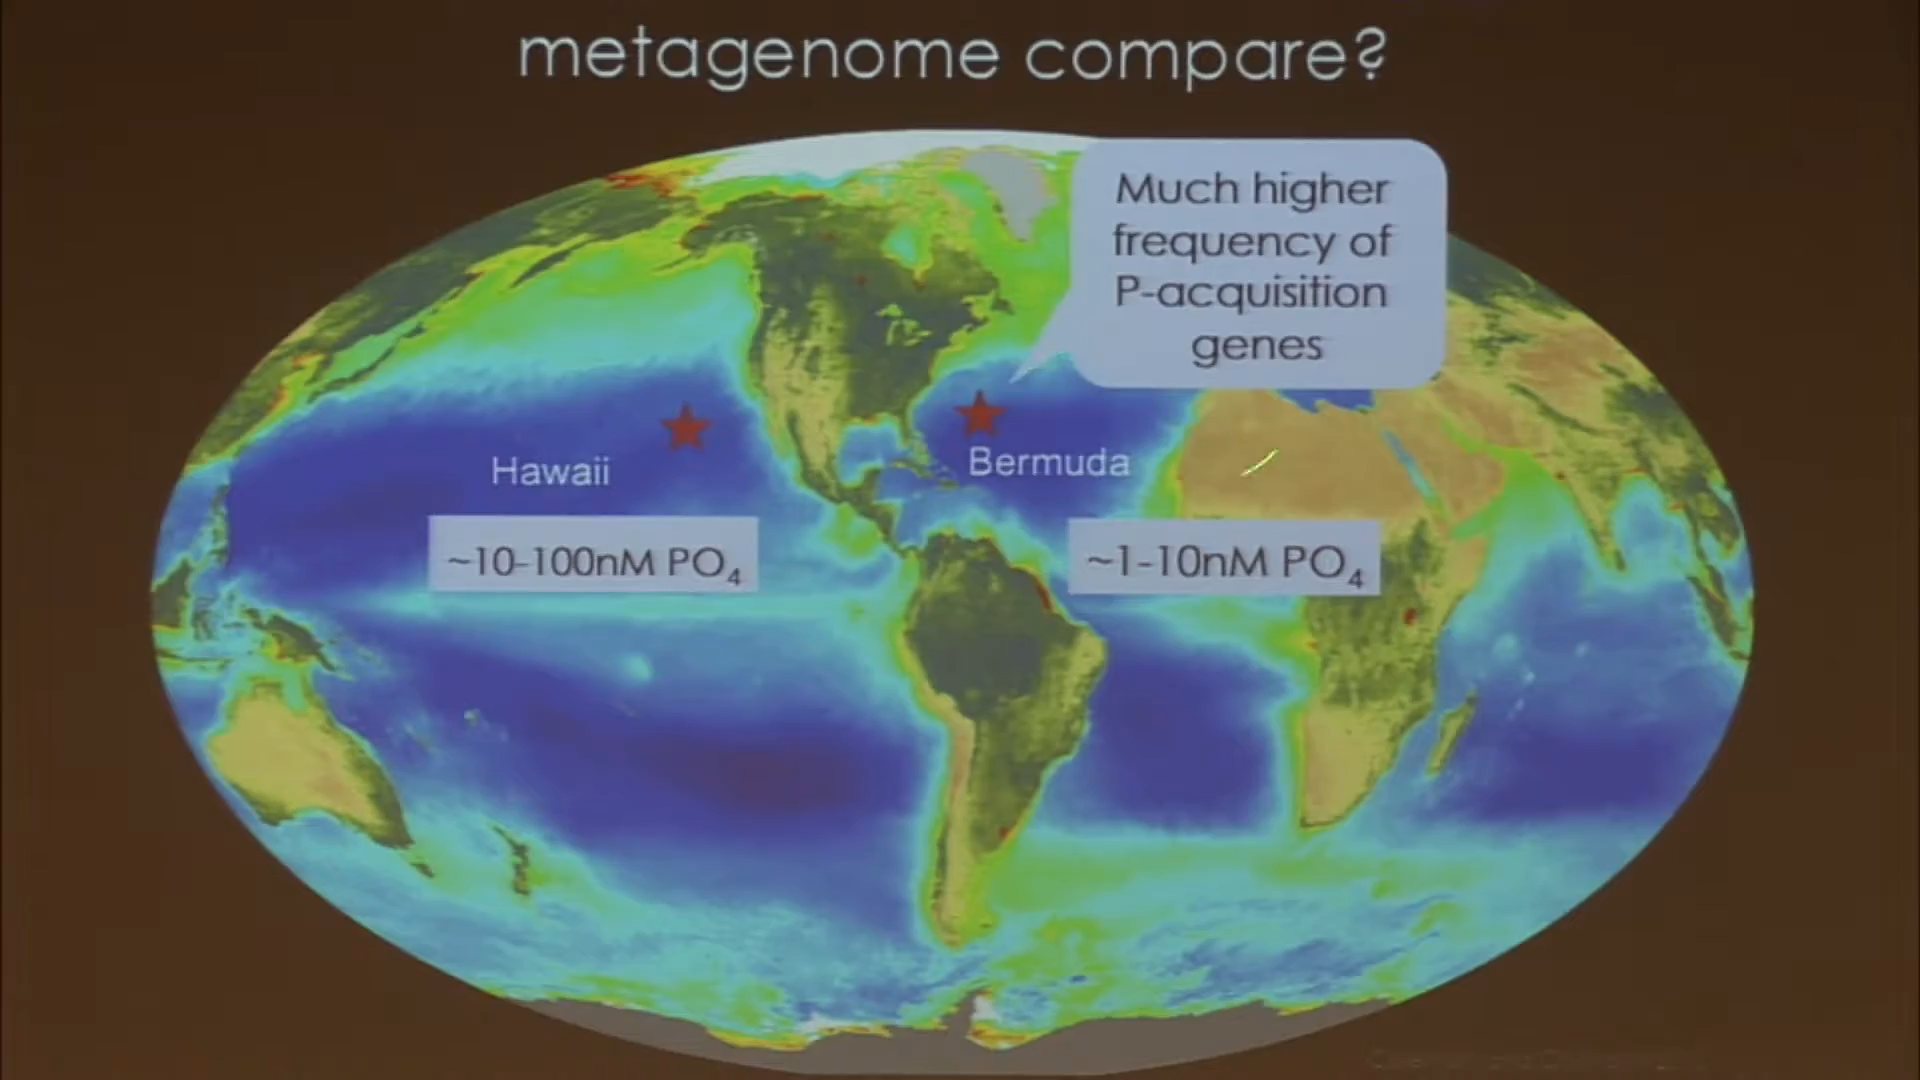 metagenome compare?
Much higher
frequency of
P-acquisition
genes
Hawaii
Bermuda
~10-100nM PO₄
~1-10nM PO₄